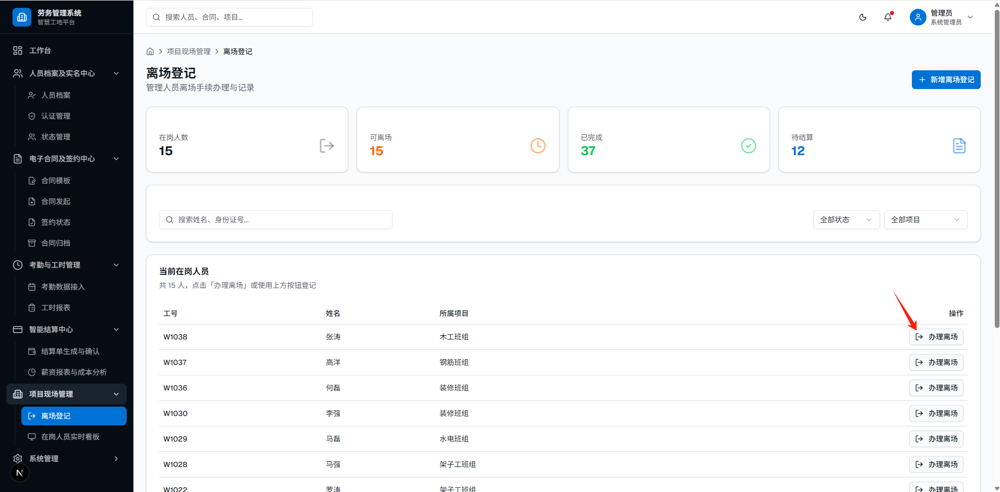 劳务管理系统
智慧工地平台
搜索人员、合同、项目...
管理员
系统管理员
工作台
人员档案及实名中心
人员档案
认证管理
状态管理
电子合同及签约中心
合同模板
合同发起
签约状态
合同归档
考勤与工时管理
考勤数据接入
工时报表
智能结算中心
结算单生成与确认
薪资报表与成本分析
项目现场管理
离场登记
在岗人员实时看板
系统管理
N
项目现场管理 > 离场登记
离场登记
管理人员离场手续办理与记录
+ 新增离场登记
在岗人数
15
可离场
15
已完成
37
待结算
12
搜索姓名、身份证号...
全部状态
全部项目
当前在岗人员
共 15 人，点击「办理离场」或使用上方按钮登记
工号 姓名 所属项目 操作
W1038 张涛 木工班组 办理离场
W1037 高洋 钢筋班组 办理离场
W1036 何磊 装修班组 办理离场
W1030 李强 装修班组 办理离场
W1029 马磊 水电班组 办理离场
W1028 马强 架子工班组 办理离场
W1022 罗涛 架子工班组 办理离场